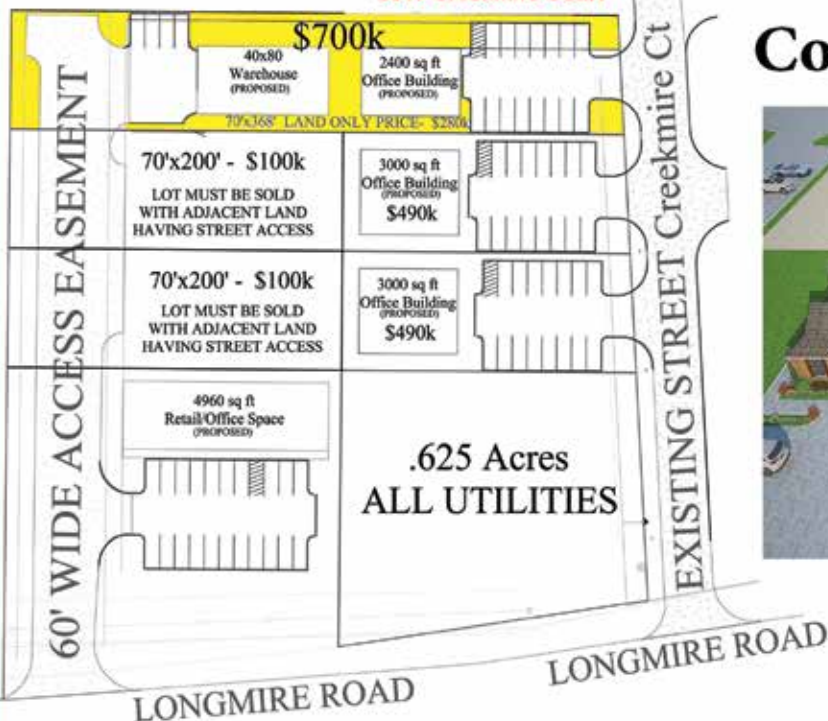 Co
$700k
40x80
Warehouse
(PROPOSED)
2400 sq ft
Office Building
(PROPOSED)
70'x368' LAND ONLY PRICE- $280k
70'x200' - $100k
LOT MUST BE SOLD
WITH ADJACENT LAND
HAVING STREET ACCESS
3000 sq ft
Office Building
(PROPOSED)
$490k
70'x200' - $100k
LOT MUST BE SOLD
WITH ADJACENT LAND
HAVING STREET ACCESS
3000 sq ft
Office Building
(PROPOSED)
$490k
4960 sq ft
Retail/Office Space
(PROPOSED)
.625 Acres
ALL UTILITIES
60' WIDE ACCESS EASEMENT
EXISTING STREET Creekmire Ct
LONGMIRE ROAD
LONGMIRE ROAD